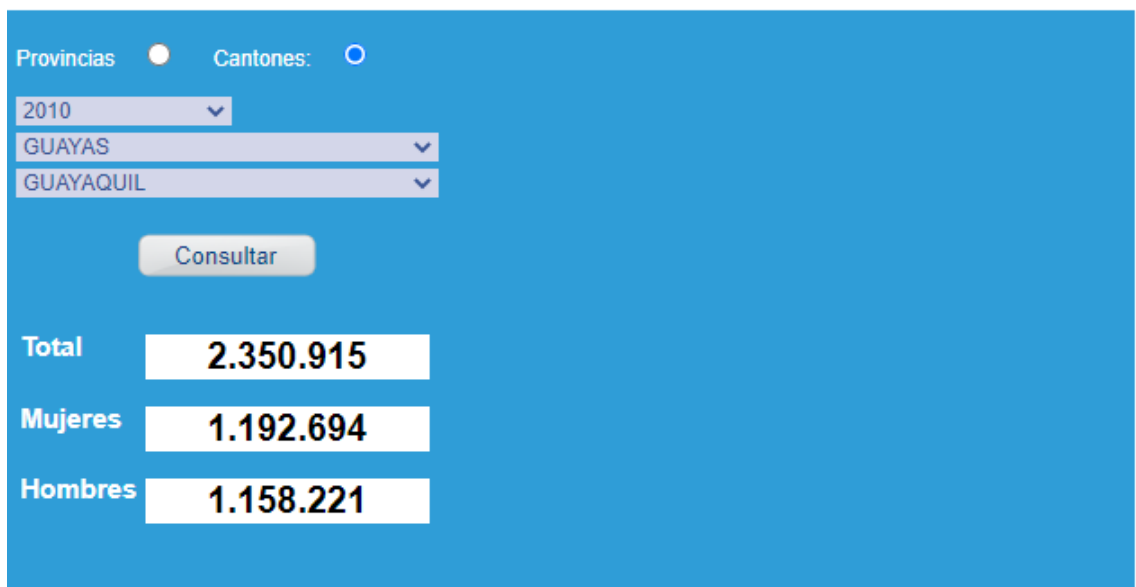 Provincias Cantones:
2010
GUAYAS
GUAYAQUIL
Consultar
Total 2.350.915
Mujeres 1.192.694
Hombres 1.158.221